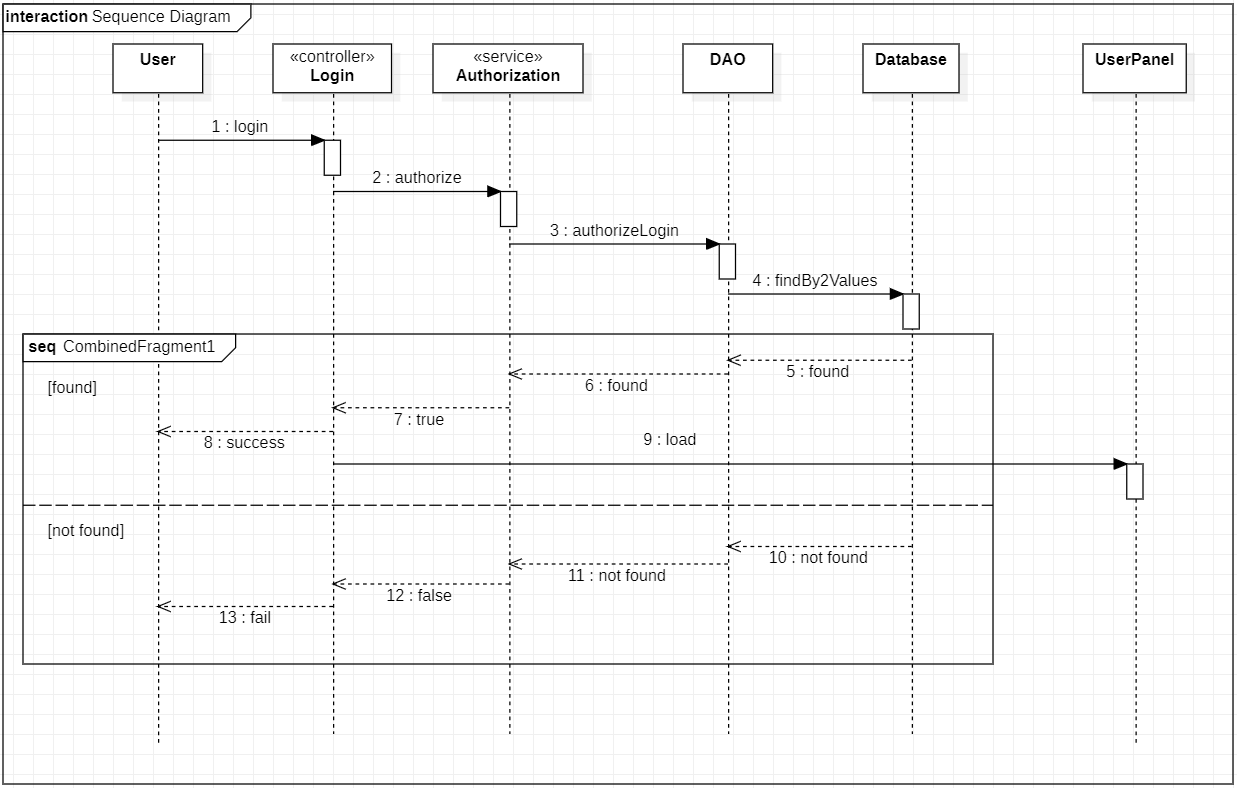 interaction Sequence Diagram
User
«controller»
Login
«service»
Authorization
DAO
Database
UserPanel
1 : login
2 : authorize
3 : authorizeLogin
4 : findBy2Values
seq CombinedFragment1
[found]
5 : found
6 : found
7 : true
8 : success
9 : load
[not found]
10 : not found
11 : not found
12 : false
13 : fail